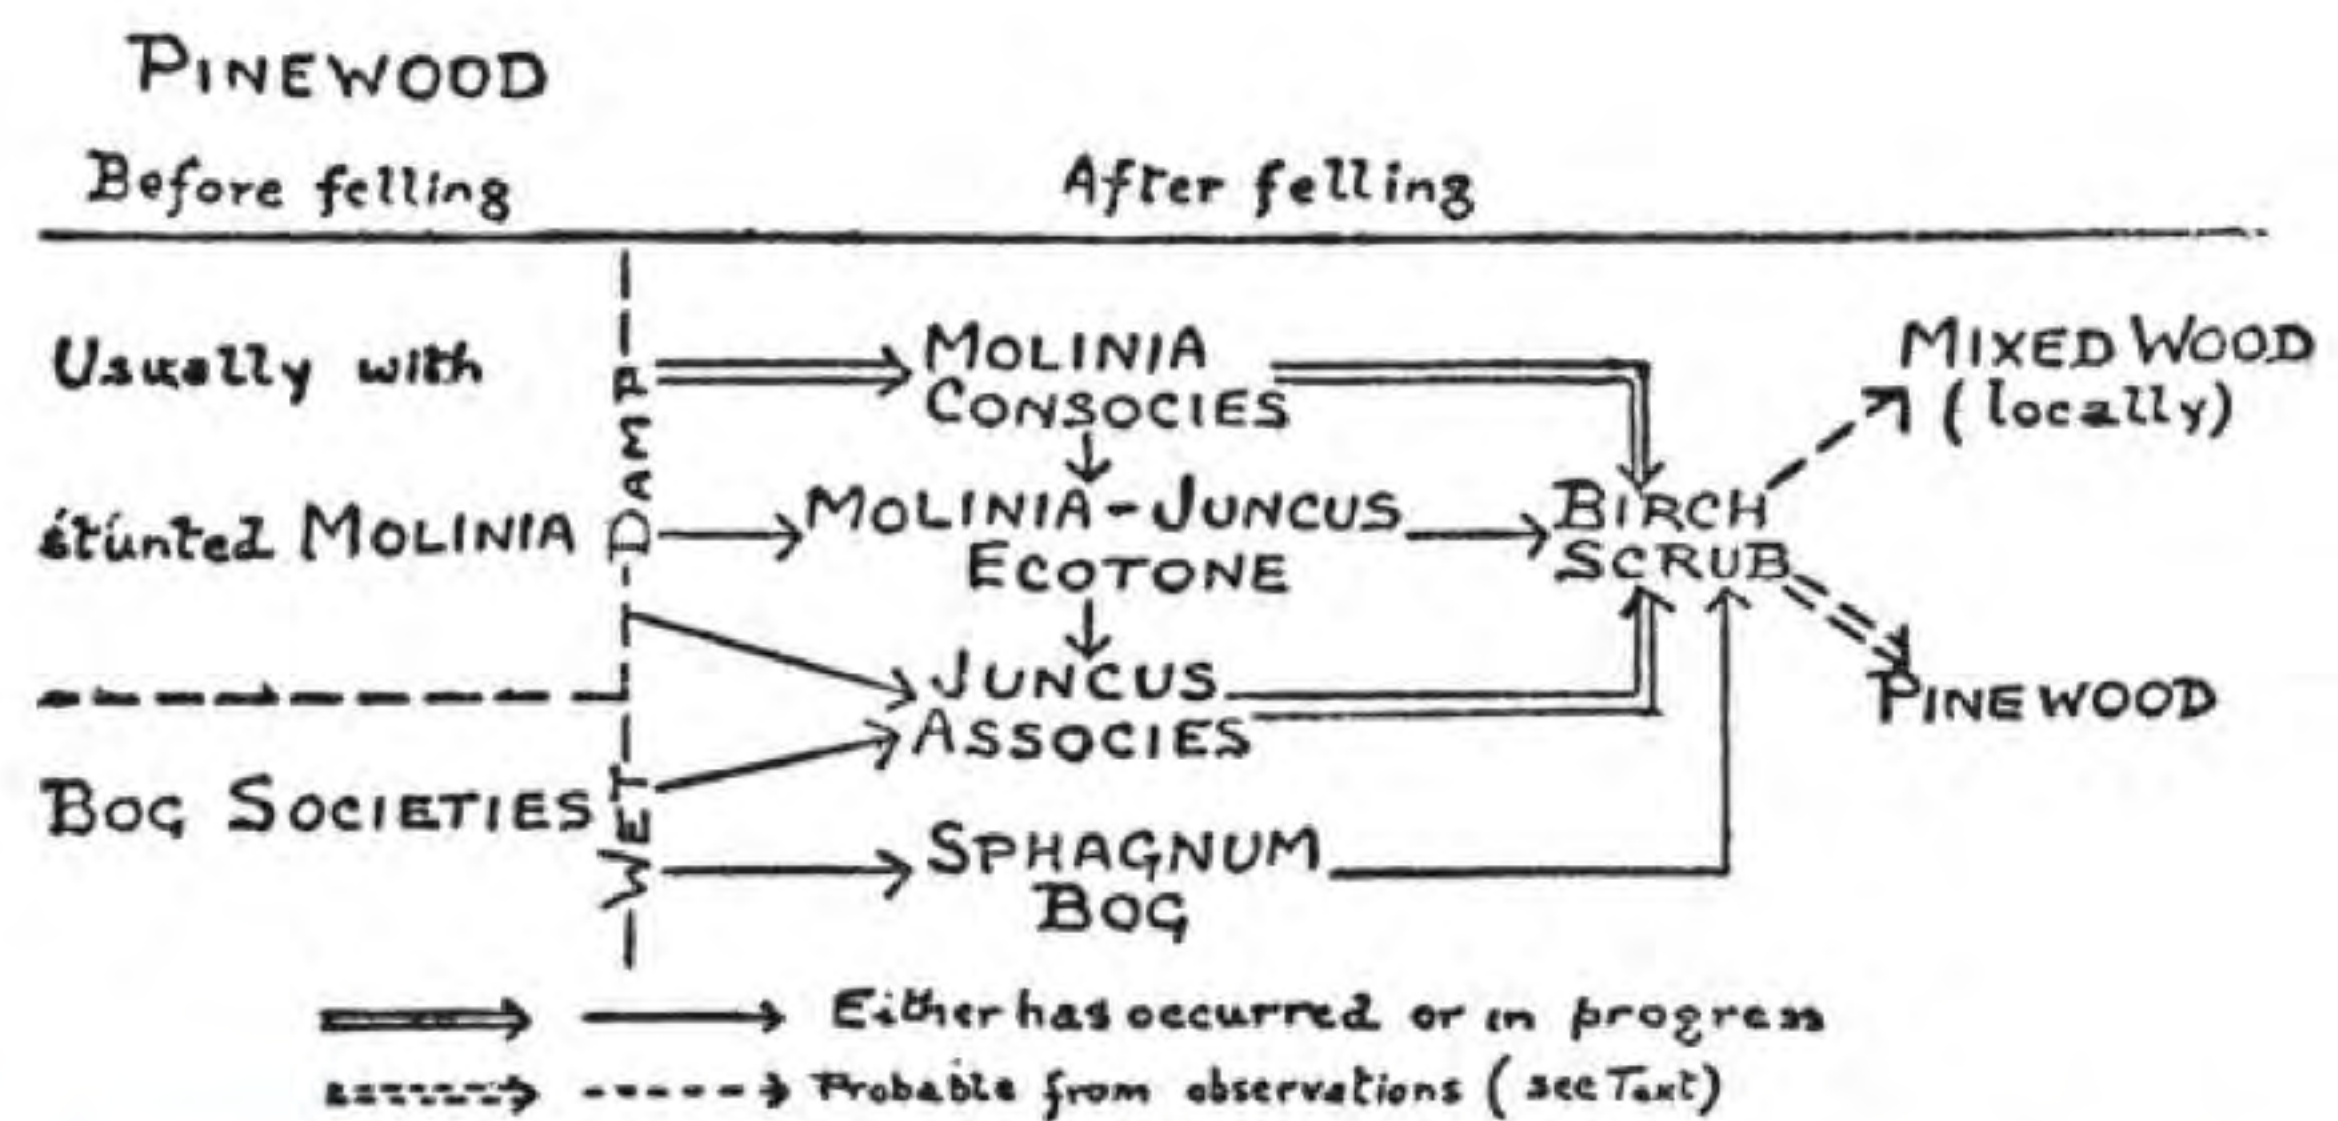 PINEWOOD
Before felling
After felling
Usually with
stunted MOLINIA
BOG SOCIETIES
DAMP
WET
MOLINIA
CONSOCIES
MOLINIA-JUNCUS
ECOTONE
JUNCUS
ASSOCIES
SPHAGNUM
BOG
BIRCH
SCRUB
MIXED WOOD
(locally)
PINEWOOD
Either has occurred or in progress
Probable from observations (see Text)